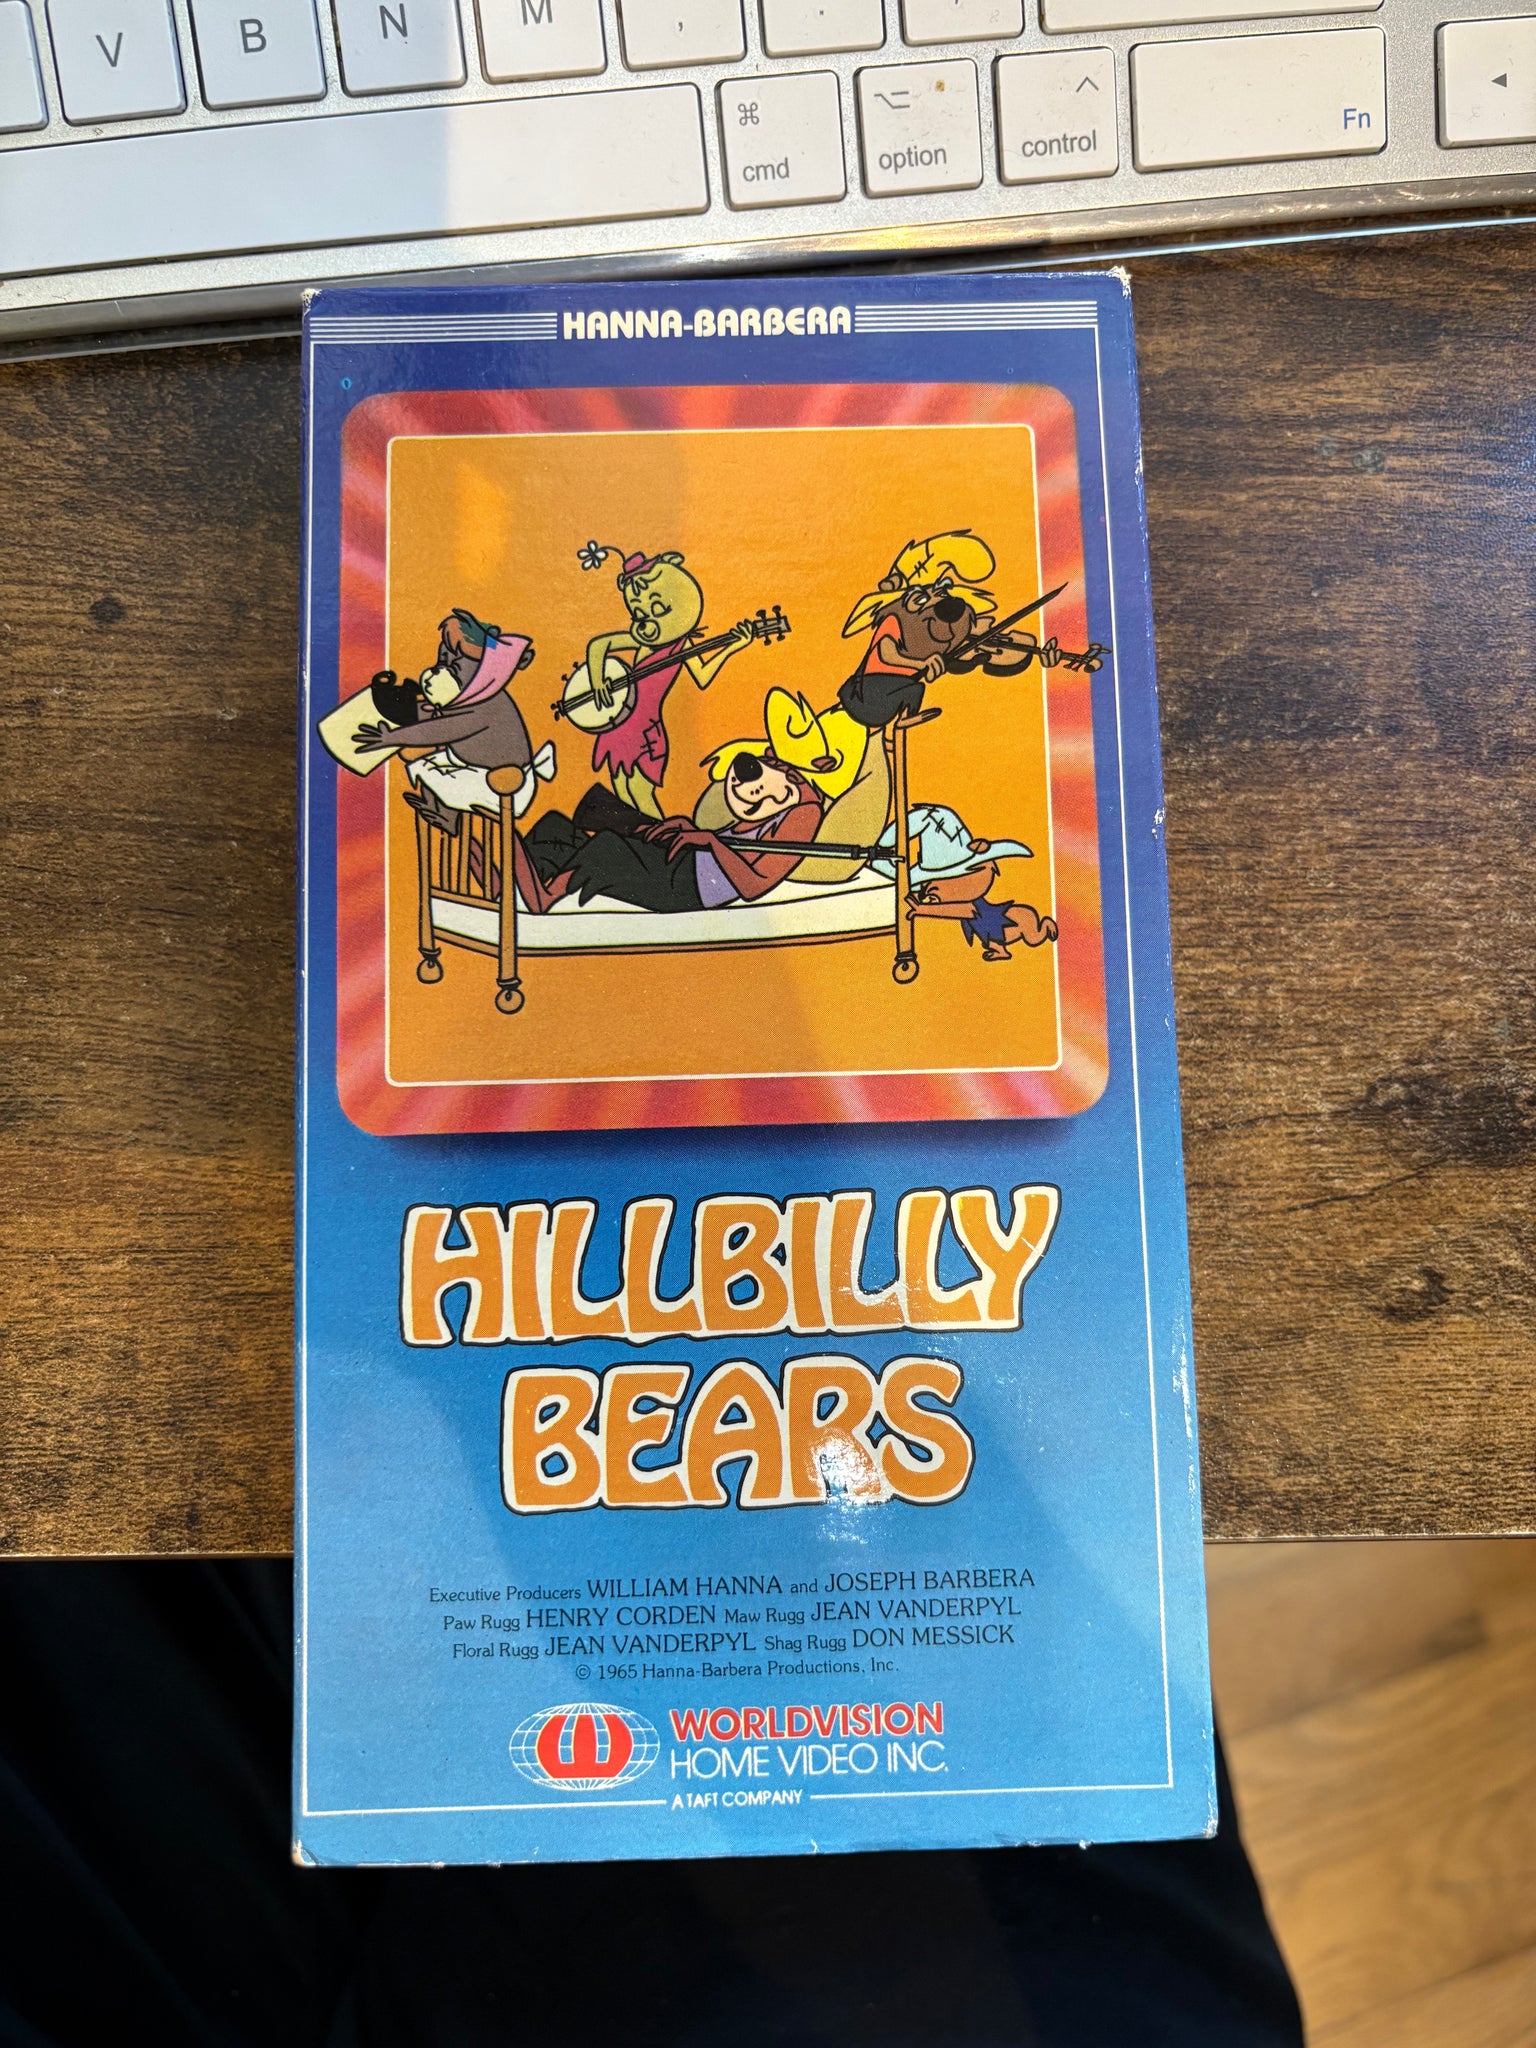 V B N M , .
⌘ ⌥ ^
cmd option control Fn
HANNA-BARBERA
HILLBILLY
BEARS
Executive Producers WILLIAM HANNA and JOSEPH BARBERA
Paw Rugg HENRY CORDEN Maw Rugg JEAN VANDERPYL
Floral Rugg JEAN VANDERPYL Shag Rugg DON MESSICK
© 1965 Hanna-Barbera Productions, Inc.
W WORLDVISION
HOME VIDEO INC.
A TAFT COMPANY